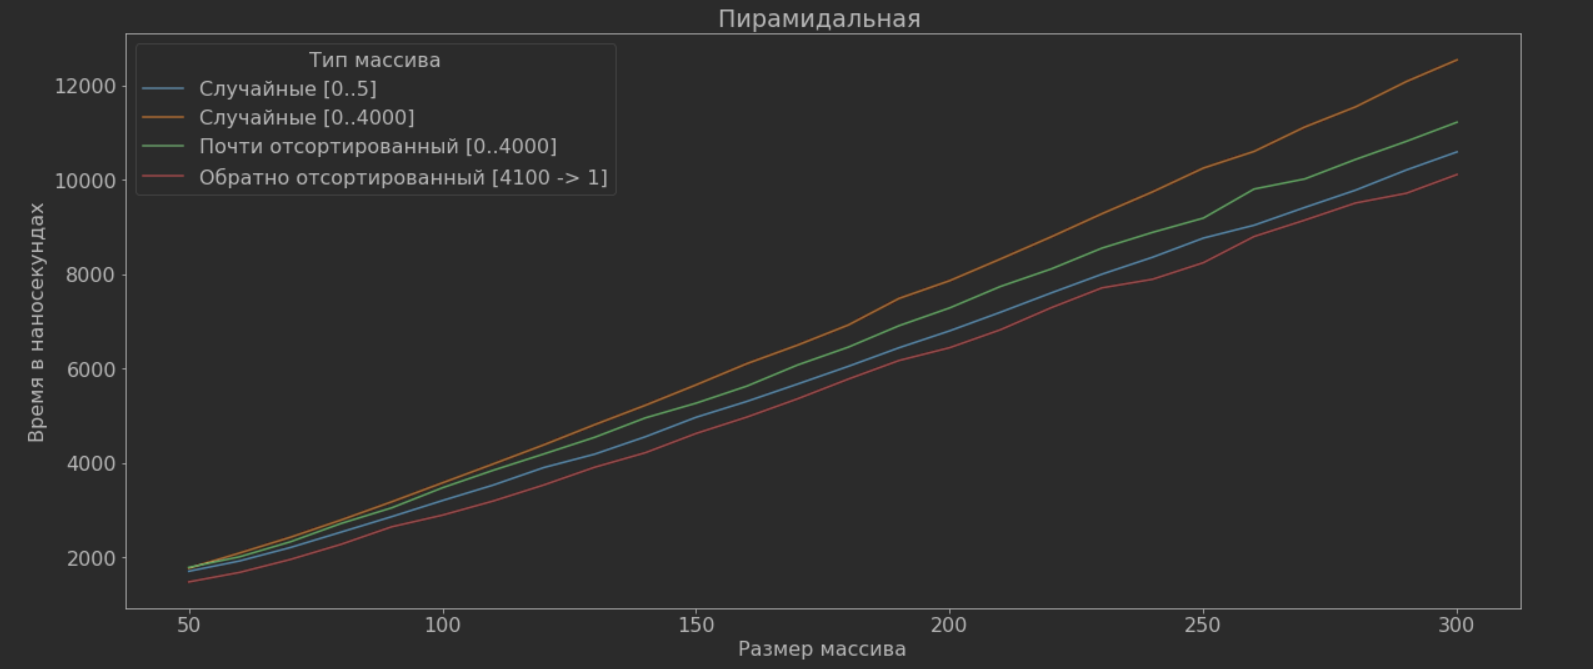 Пирамидальная
Тип массива
Случайные [0..5]
Случайные [0..4000]
Почти отсортированный [0..4000]
Обратно отсортированный [4100 -> 1]
Время в наносекундах
12000
10000
8000
6000
4000
2000
50 100 150 200 250 300
Размер массива